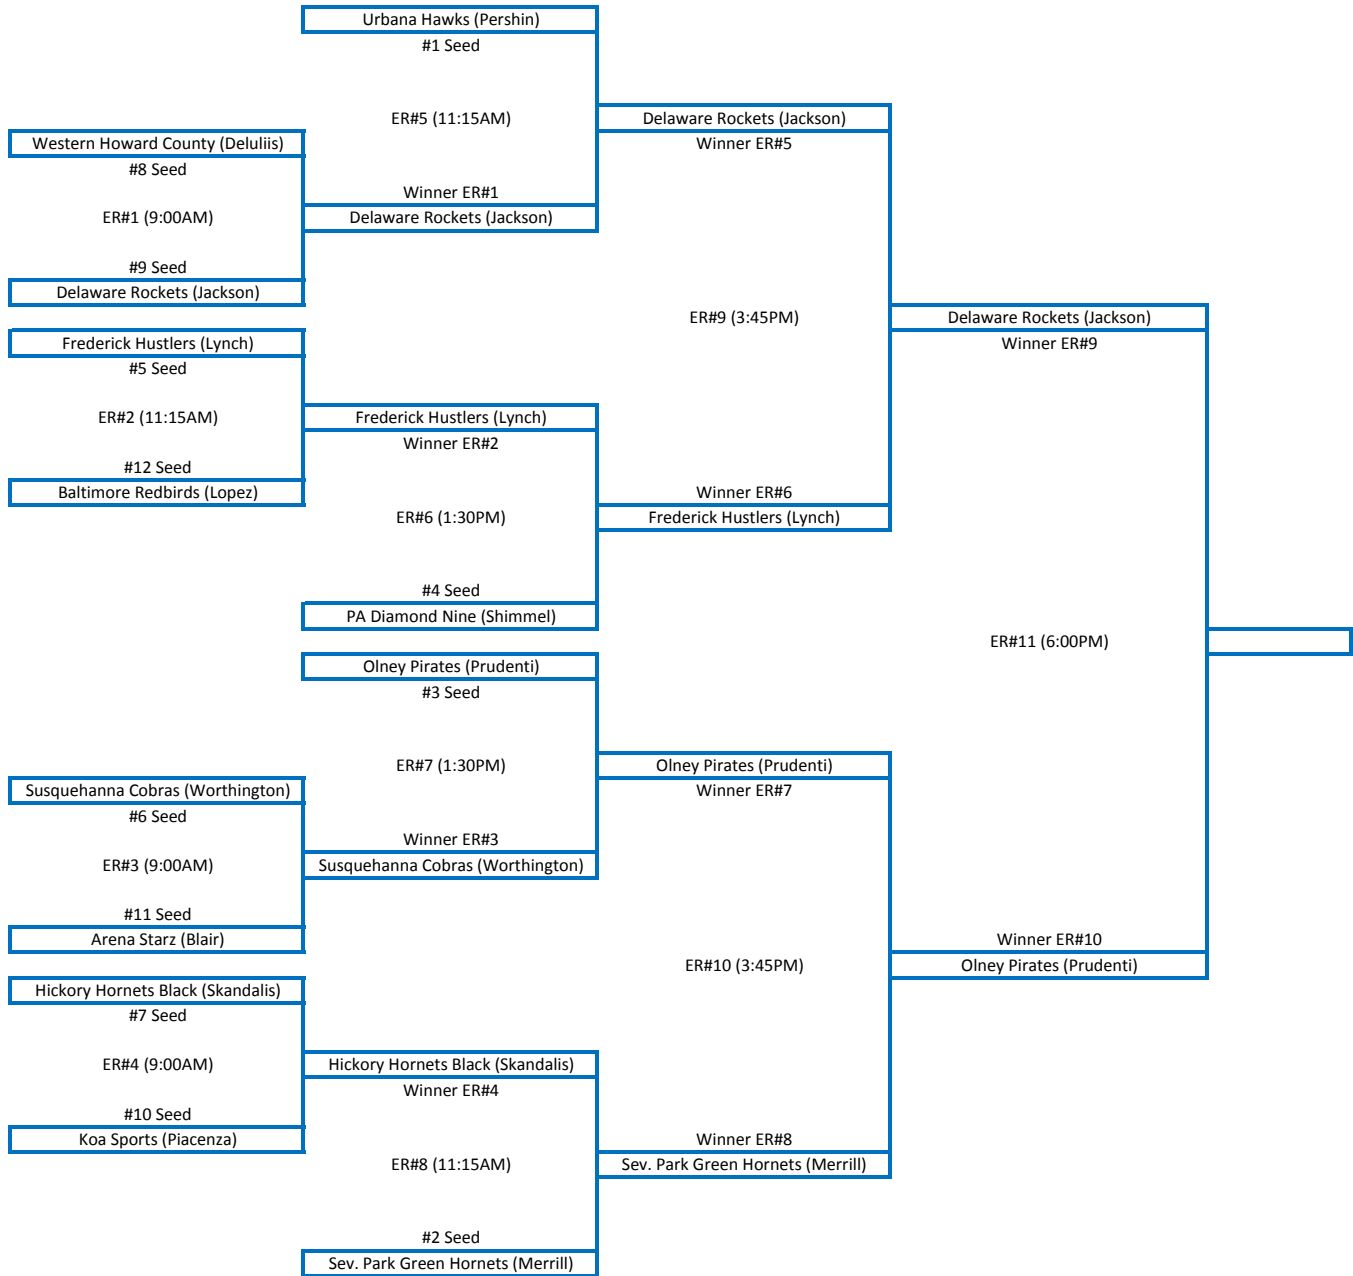 Urbana Hawks (Pershin)
#1 Seed
ER#5 (11:15AM)
Delaware Rockets (Jackson)
Winner ER#5
Western Howard County (Deluliis)
#8 Seed
Winner ER#1
ER#1 (9:00AM)
Delaware Rockets (Jackson)
#9 Seed
Delaware Rockets (Jackson)
ER#9 (3:45PM)
Delaware Rockets (Jackson)
Winner ER#9
Frederick Hustlers (Lynch)
#5 Seed
ER#2 (11:15AM)
Frederick Hustlers (Lynch)
Winner ER#2
#12 Seed
Baltimore Redbirds (Lopez)
Winner ER#6
ER#6 (1:30PM)
Frederick Hustlers (Lynch)
#4 Seed
PA Diamond Nine (Shimmel)
ER#11 (6:00PM)
Olney Pirates (Prudenti)
#3 Seed
ER#7 (1:30PM)
Olney Pirates (Prudenti)
Winner ER#7
Susquehanna Cobras (Worthington)
#6 Seed
Winner ER#3
ER#3 (9:00AM)
Susquehanna Cobras (Worthington)
#11 Seed
Arena Starz (Blair)
Winner ER#10
ER#10 (3:45PM)
Olney Pirates (Prudenti)
Hickory Hornets Black (Skandalis)
#7 Seed
ER#4 (9:00AM)
Hickory Hornets Black (Skandalis)
Winner ER#4
#10 Seed
Koa Sports (Piacenza)
Winner ER#8
ER#8 (11:15AM)
Sev. Park Green Hornets (Merrill)
#2 Seed
Sev. Park Green Hornets (Merrill)